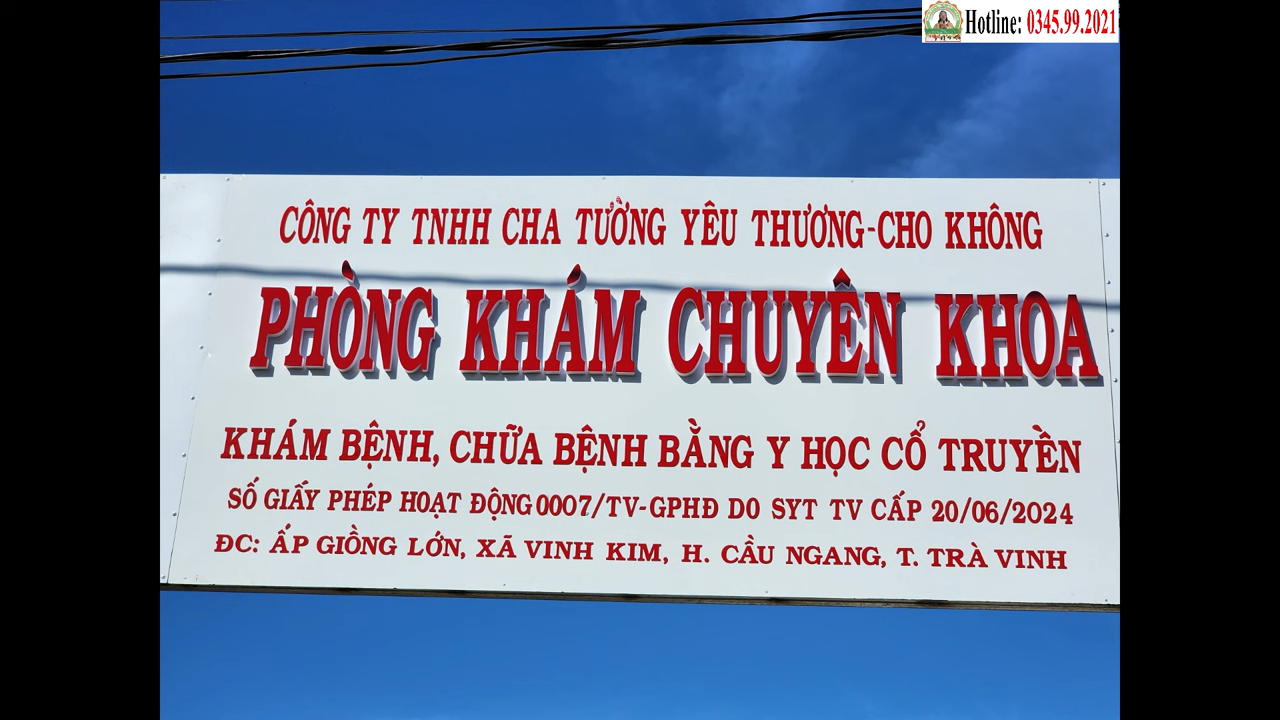 Hotline: 0345.99.2021
CÔNG TY TNHH CHA TƯỜNG YÊU THƯƠNG-CHO KHÔNG
PHÒNG KHÁM CHUYÊN KHOA
KHÁM BỆNH, CHỮA BỆNH BẰNG Y HỌC CỔ TRUYỀN
SỐ GIẤY PHÉP HOẠT ĐỘNG 0007/TV-GPHĐ DO SYT TV CẤP 20/06/2024
ĐC: ẤP GIỒNG LỚN, XÃ VINH KIM, H. CẦU NGANG, T. TRÀ VINH